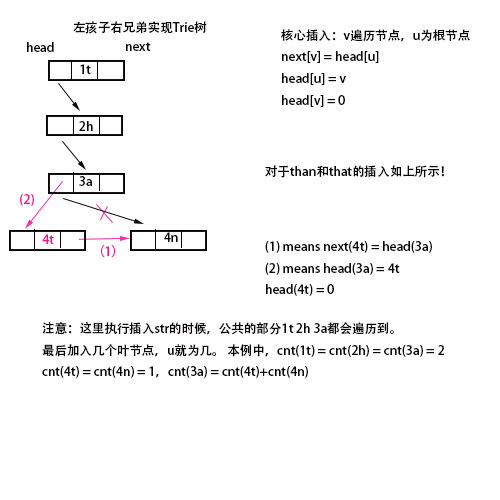 左孩子右兄弟实现Trie树
head
next
1t
2h
3a
(2)
4t
(1)
4n
核心插入：v遍历节点，u为根节点
next[v] = head[u]
head[u] = v
head[v] = 0
对于than和that的插入如上所示！
(1) means next(4t) = head(3a)
(2) means head(3a) = 4t
head(4t) = 0
注意：这里执行插入str的时候，公共的部分1t 2h 3a都会遍历到。
最后加入几个叶节点，u就为几。 本例中，cnt(1t) = cnt(2h) = cnt(3a) = 2
cnt(4t) = cnt(4n) = 1，cnt(3a) = cnt(4t)+cnt(4n)